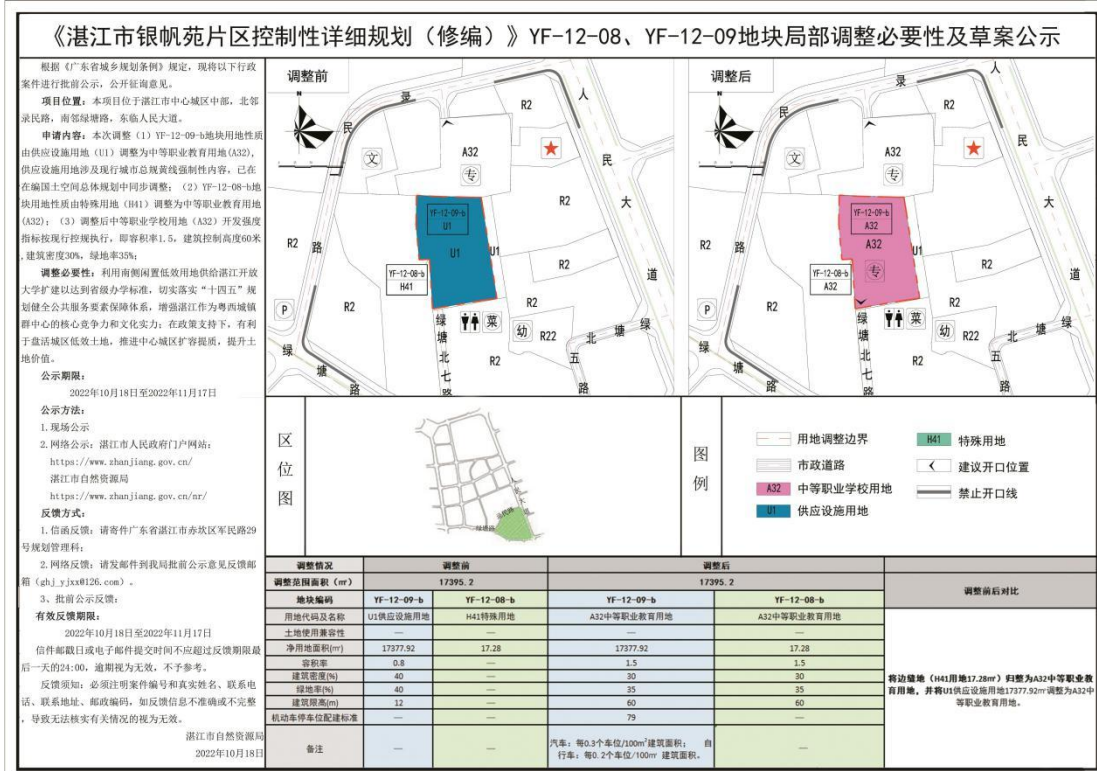 《湛江市银帆苑片区控制性详细规划（修编）》YF-12-08、YF-12-09地块局部调整必要性及草案公示
根据《广东省城乡规划条例》规定，现将以下行政
案件进行批前公示，公开征询意见。
项目位置：本项目位于湛江市中心城区中部，北邻
录民路，南邻绿塘路，东临人民大道。
申请内容：本次调整（1）YF-12-09-b地块用地性质
由供应设施用地（U1）调整为中等职业教育用地(A32)，
供应设施用地涉及现行城市总规黄线强制性内容，已在
在编国土空间总体规划中同步调整；（2）YF-12-08-b地
块用地性质由特殊用地（H41）调整为中等职业教育用地
(A32)；（3）调整后中等职业学校用地（A32）开发强度
指标按现行控规执行，即容积率1.5，建筑控制高度60米
,建筑密度30%，绿地率35%；
调整必要性：利用南侧闲置低效用地供给湛江开放
大学扩建以达到省级办学标准，切实落实“十四五”规
划健全公共服务要素保障体系，增强湛江作为粤西城镇
群中心的核心竞争力和文化实力；在政策支持下，有利
于盘活城区低效土地，推进中心城区扩容提质，提升土
地价值。
公示期限：
2022年10月18日至2022年11月17日
公示方法：
1.现场公示
2.网络公示：湛江市人民政府门户网站：
https://www.zhanjiang.gov.cn/
湛江市自然资源局
https://www.zhanjiang.gov.cn/nr/
反馈方式：
1.信函反馈：请寄件广东省湛江市赤坎区军民路29
号规划管理科；
2.网络反馈：请发邮件到我局批前公示意见反馈邮
箱（ghj_yjxx@126.com）。
3、批前公示反馈：
有效反馈期限：
2022年10月18日至2022年11月17日
信件邮戳日或电子邮件提交时间不应超过反馈期限最
后一天的24:00，逾期视为无效，不予参考。
反馈须知：必须注明案件编号和真实姓名、联系电
话、联系地址、邮政编码，如反馈信息不准确或不完整
，导致无法核实有关情况的视为无效。
湛江市自然资源局
2022年10月18日
调整前
录
民
路
人
民
大
道
R2
文
A32
专
YF-12-09-b
U1
U1
U1
R2
R2
R2
YF-12-08-b
H41
R2
P
菜
幼
R22
R2
绿塘北七路
绿塘北五路
绿塘路
调整后
录
民
路
人
民
大
道
R2
文
A32
专
YF-12-09-b
A32
A32
专
U1
R2
R2
R2
YF-12-08-b
A32
R2
P
菜
幼
R22
R2
绿塘北七路
绿塘北五路
绿塘路
区位图
录民路
人民大道
绿塘路
图例
用地调整边界
H41 特殊用地
市政道路
建议开口位置
A32 中等职业学校用地
禁止开口线
U1 供应设施用地
调整情况 调整前 调整后 调整前后对比
调整范围面积（㎡） 17395.2 17395.2
地块编码 YF-12-09-b YF-12-08-b YF-12-09-b YF-12-08-b
用地代码及名称 U1供应设施用地 H41特殊用地 A32中等职业教育用地 A32中等职业教育用地
土地使用兼容性 — — — —
净用地面积(㎡) 17377.92 17.28 17377.92 17.28
容积率 0.8 — 1.5 1.5
建筑密度(%) 40 — 30 30
绿地率(%) 40 — 35 35
建筑限高(m) 12 — 60 60
机动车停车位配建标准 — — 79 —
备注 — — 汽车：每0.3个车位/100m²建筑面积； 自
行车：每0.2个车位/100㎡ 建筑面积。 —
将边缝地（H41用地17.28㎡）归整为A32中等职业教
育用地，并将U1供应设施用地17377.92㎡调整为A32中
等职业教育用地。